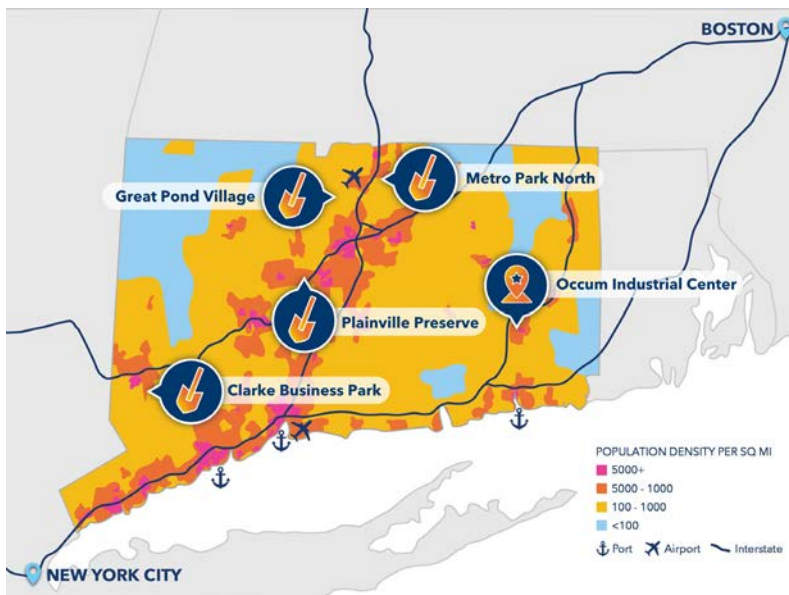 BOSTON
Great Pond Village
Metro Park North
Occum Industrial Center
Plainville Preserve
Clarke Business Park
POPULATION DENSITY PER SQ MI
5000+
5000 - 1000
100 - 1000
<100
Port Airport Interstate
NEW YORK CITY